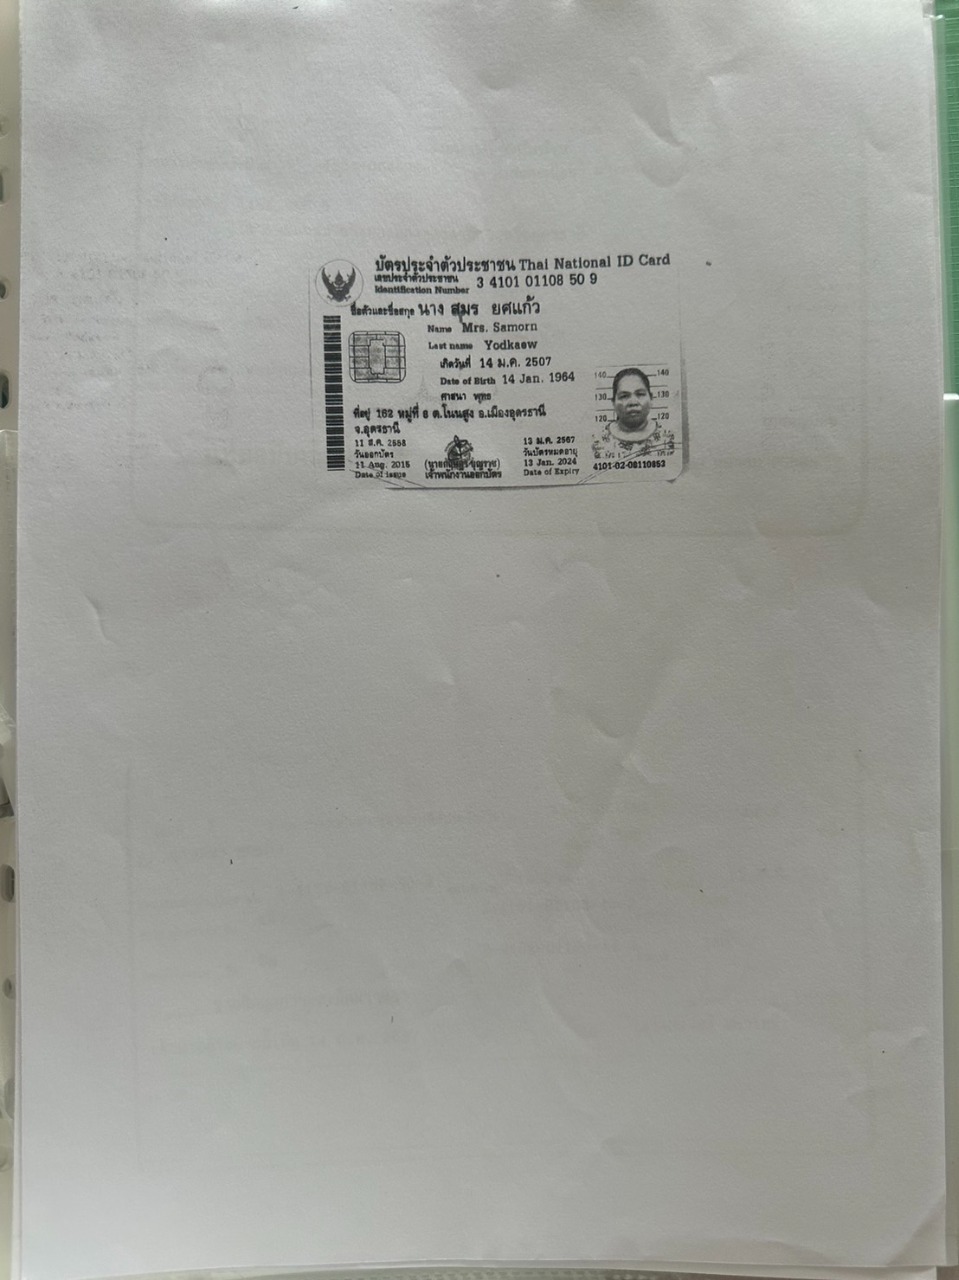 บัตรประจำตัวประชาชน Thai National ID Card
เลขประจำตัวประชาชน
Identification Number
3 4101 01108 50 9
ชื่อตัวและชื่อสกุล นาง สุมร ยศแก้ว
Name Mrs. Samorn
Last name Yodkaew
เกิดวันที่ 14 ม.ค. 2507
Date of Birth 14 Jan. 1964
ศาสนา พุทธ
ที่อยู่ 162 หมู่ที่ 8 ต.โนนสูง อ.เมืองอุดรธานี
จ.อุดรธานี
11 ส.ค. 2558
วันออกบัตร
11 Aug. 2015
Date of Issue
เจ้าพนักงานออกบัตร
13 ม.ค. 2567
วันบัตรหมดอายุ
13 Jan. 2024
Date of Expiry
140 140
130 130
120 120
4101-02-08110853